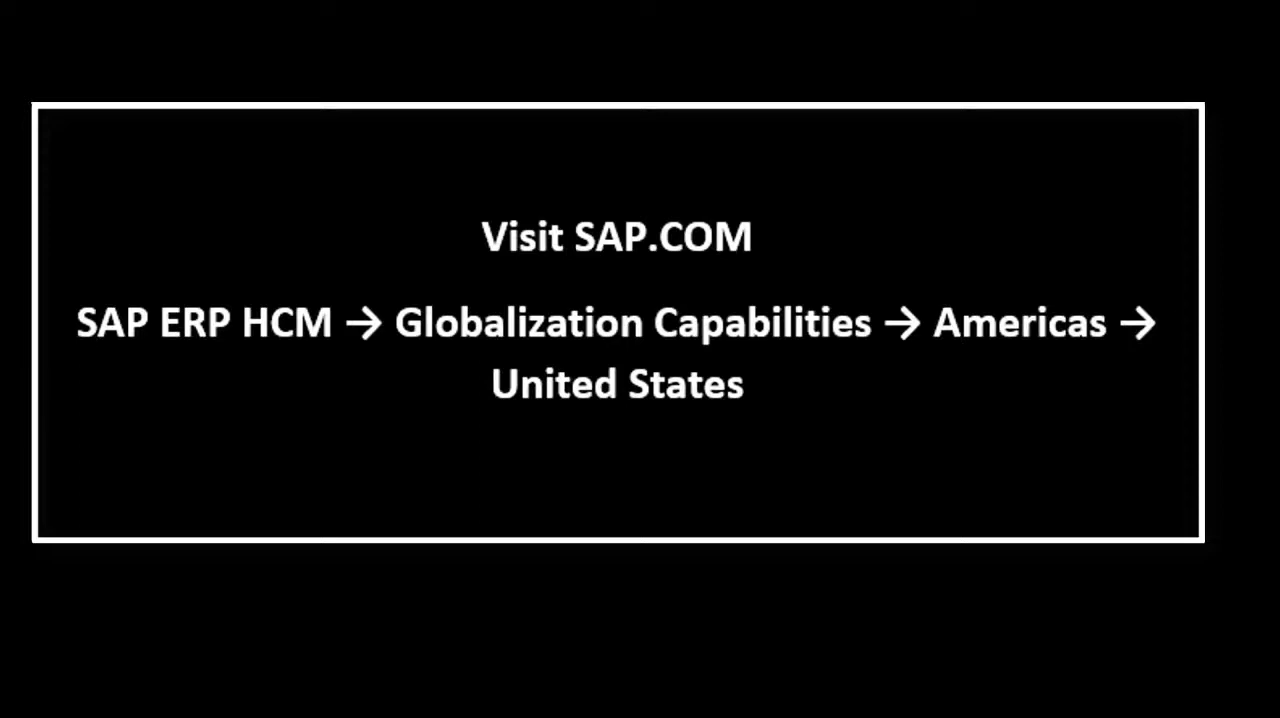 Visit SAP.COM
SAP ERP HCM → Globalization Capabilities → Americas →
United States